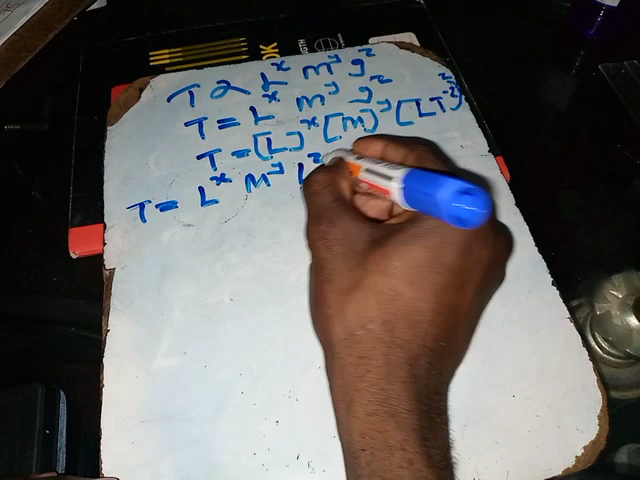 T α L^x m^y g^z
T = L^x m^y g^z
T = [L]^x [M]^y [LT^-2]^z
T = L^x M^y L^z